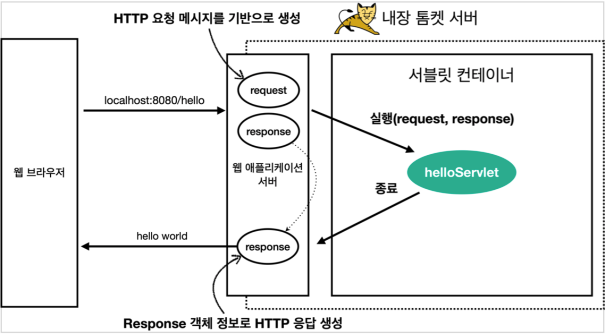 HTTP 요청 메시지를 기반으로 생성
내장 톰켓 서버
서블릿 컨테이너
request
localhost:8080/hello
실행(request, response)
response
웹 브라우저
웹 애플리케이션
서버
helloServlet
종료
hello world
response
Response 객체 정보로 HTTP 응답 생성